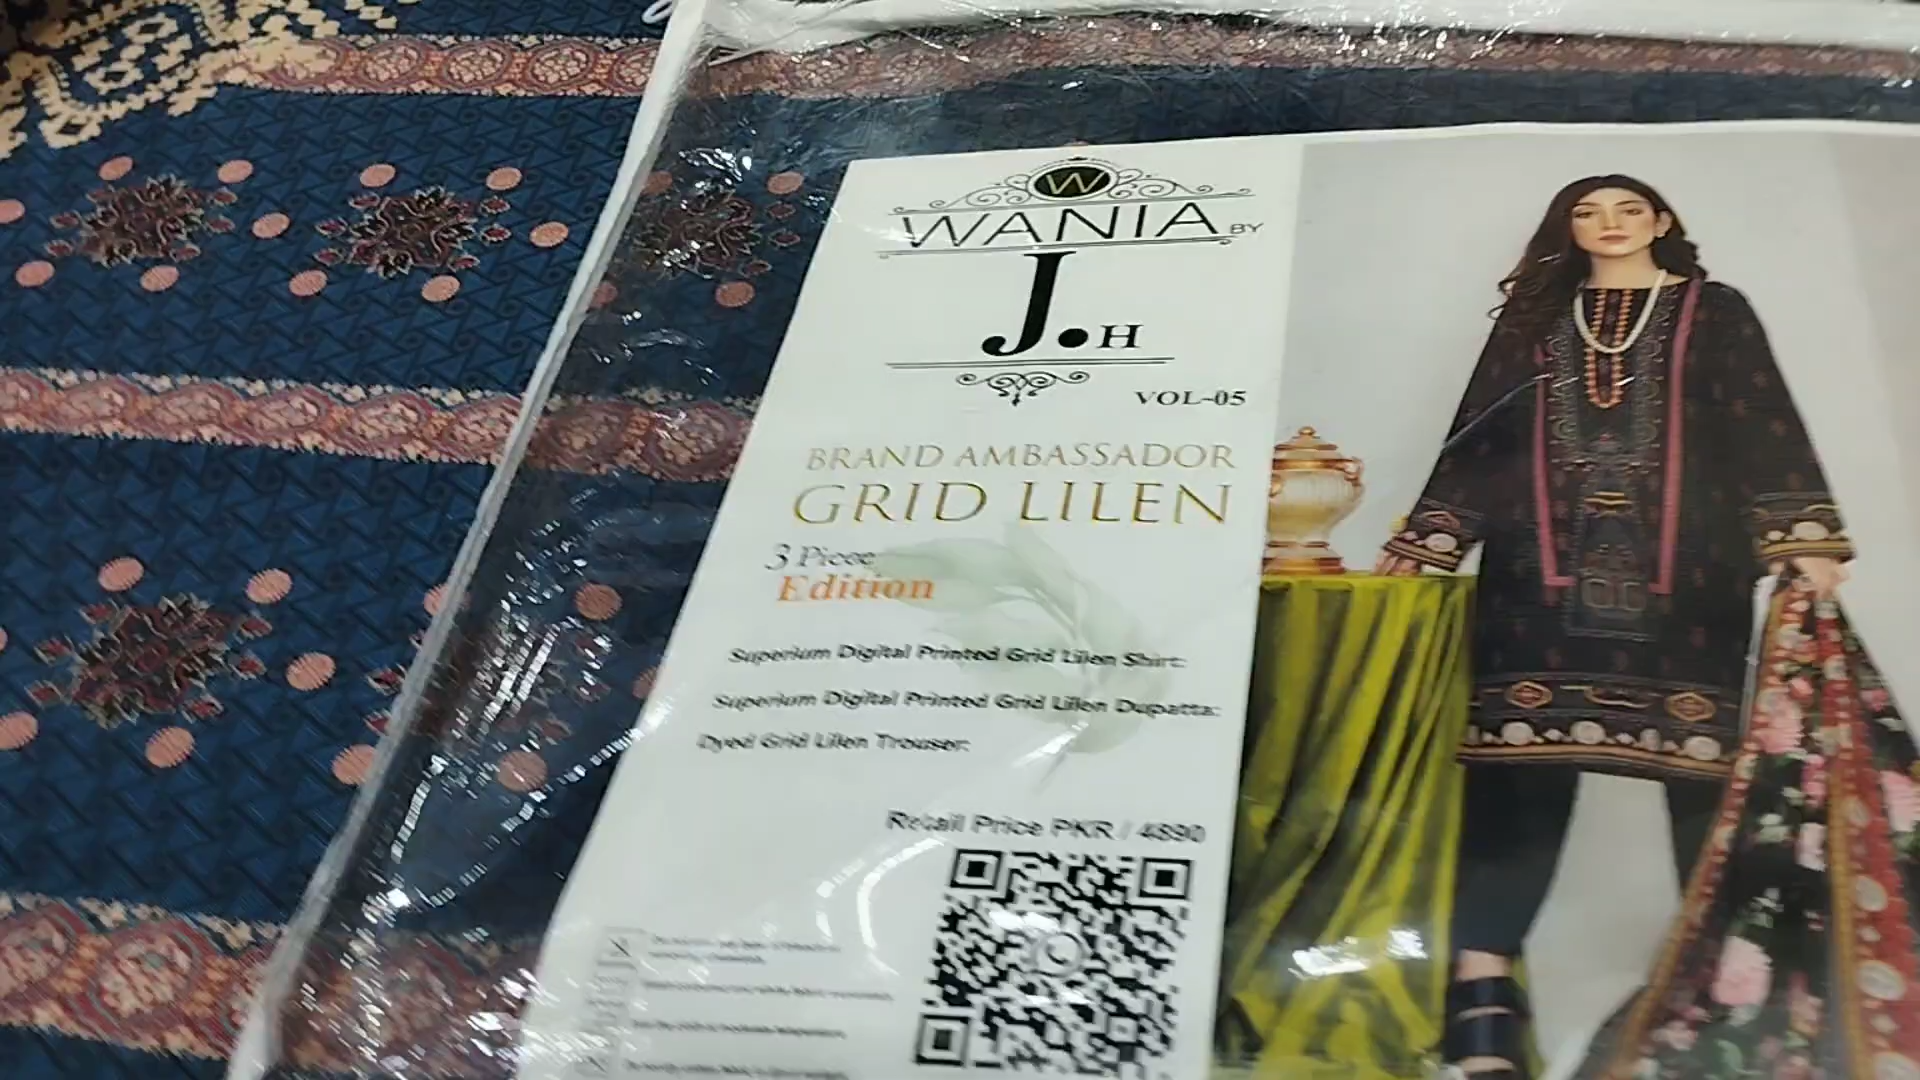 W
WANIA BY
J.H
VOL-05
BRAND AMBASSADOR
GRID LILEN
3 Piece
Edition
Superium Digital Printed Grid Lilen Shirt:
Superium Digital Printed Grid Lilen Dupatta:
Dyed Grid Lilen Trouser:
Retail Price PKR / 4890